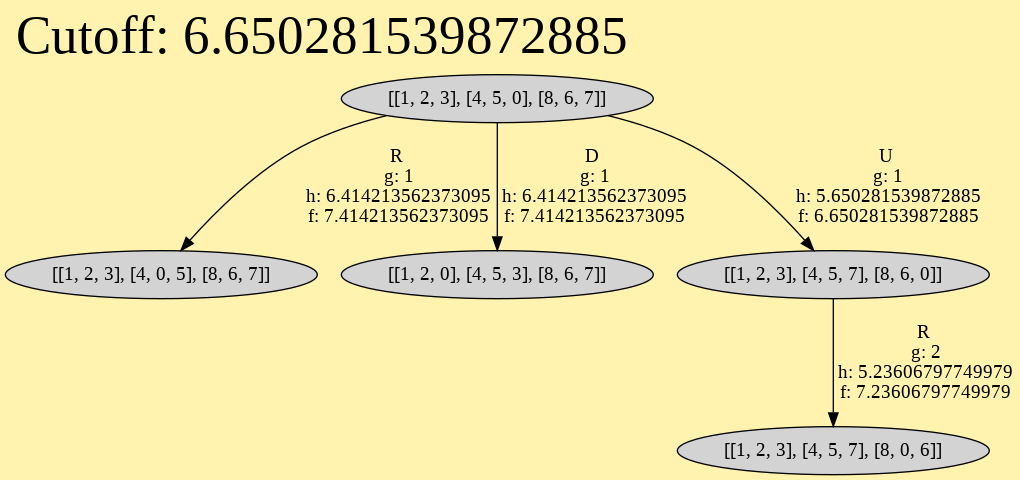 Cutoff: 6.650281539872885
[[1, 2, 3], [4, 5, 0], [8, 6, 7]]
R
g: 1
h: 6.414213562373095
f: 7.414213562373095
D
g: 1
h: 6.414213562373095
f: 7.414213562373095
U
g: 1
h: 5.650281539872885
f: 6.650281539872885
[[1, 2, 3], [4, 0, 5], [8, 6, 7]]
[[1, 2, 0], [4, 5, 3], [8, 6, 7]]
[[1, 2, 3], [4, 5, 7], [8, 6, 0]]
R
g: 2
h: 5.23606797749979
f: 7.23606797749979
[[1, 2, 3], [4, 5, 7], [8, 0, 6]]